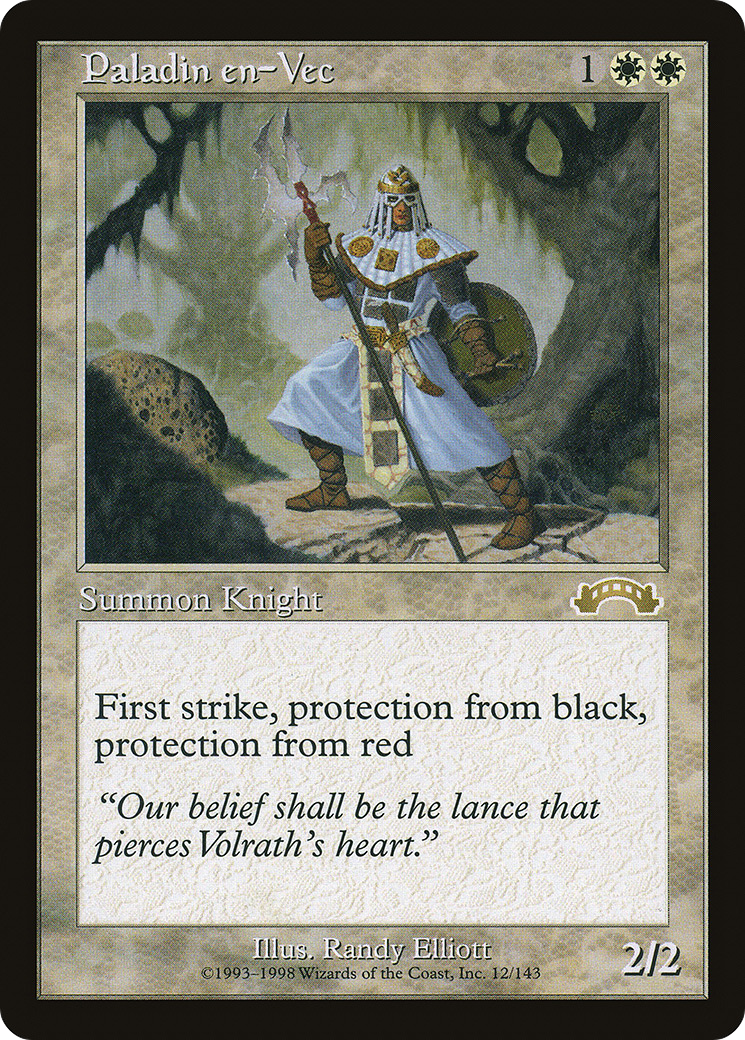 Paladin en-Vec 1
Summon Knight
First strike, protection from black,
protection from red
“Our belief shall be the lance that
pierces Volrath’s heart.”
Illus. Randy Elliott
©1993–1998 Wizards of the Coast, Inc. 12/143
2/2